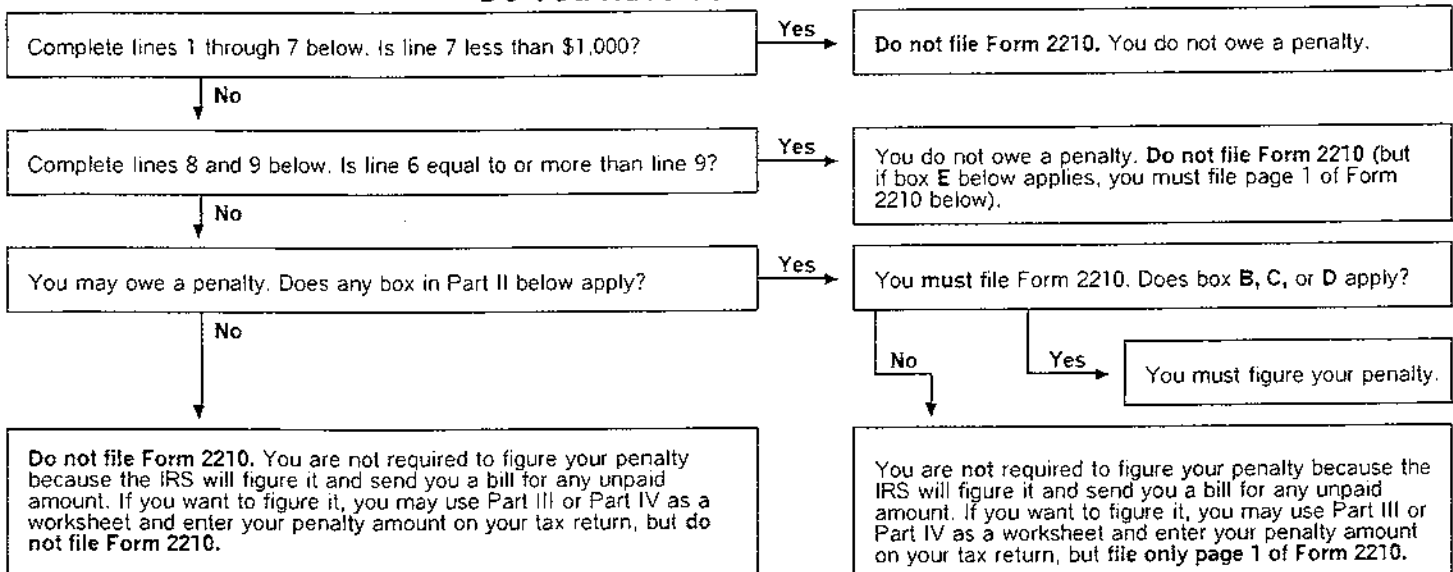 Complete lines 1 through 7 below. Is line 7 less than $1,000?
Yes
Do not file Form 2210. You do not owe a penalty.
No
Complete lines 8 and 9 below. Is line 6 equal to or more than line 9?
Yes
You do not owe a penalty. Do not file Form 2210 (but
if box E below applies, you must file page 1 of Form
2210 below).
No
You may owe a penalty. Does any box in Part II below apply?
Yes
You must file Form 2210. Does box B, C, or D apply?
No
No
Yes
You must figure your penalty.
Do not file Form 2210. You are not required to figure your penalty
because the IRS will figure it and send you a bill for any unpaid
amount. If you want to figure it, you may use Part III or Part IV as a
worksheet and enter your penalty amount on your tax return, but do
not file Form 2210.
You are not required to figure your penalty because the
IRS will figure it and send you a bill for any unpaid
amount. If you want to figure it, you may use Part III or
Part IV as a worksheet and enter your penalty amount
on your tax return, but file only page 1 of Form 2210.